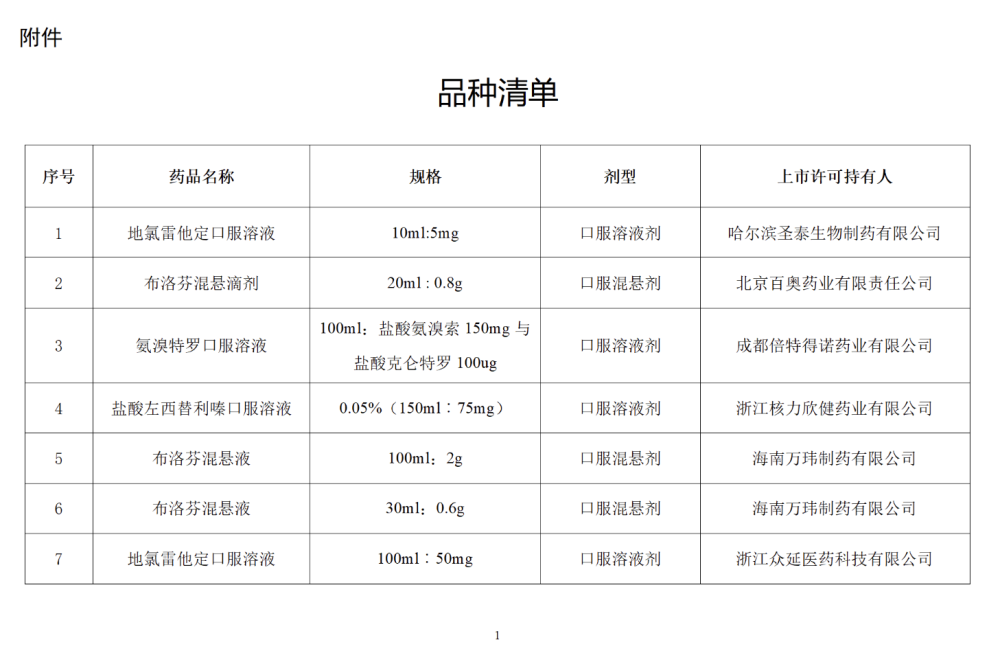 附件
品种清单
序号 药品名称 规格 剂型 上市许可持有人
1 地氯雷他定口服溶液 10ml:5mg 口服溶液剂 哈尔滨圣泰生物制药有限公司
2 布洛芬混悬滴剂 20ml : 0.8g 口服混悬剂 北京百奥药业有限责任公司
3 氨溴特罗口服溶液 100ml；盐酸氨溴索 150mg 与 口服溶液剂 成都倍特得诺药业有限公司
盐酸克仑特罗 100ug
4 盐酸左西替利嗪口服溶液 0.05%（150ml∶75mg） 口服溶液剂 浙江核力欣健药业有限公司
5 布洛芬混悬液 100ml：2g 口服混悬剂 海南万玮制药有限公司
6 布洛芬混悬液 30ml：0.6g 口服混悬剂 海南万玮制药有限公司
7 地氯雷他定口服溶液 100ml∶50mg 口服溶液剂 浙江众延医药科技有限公司
1